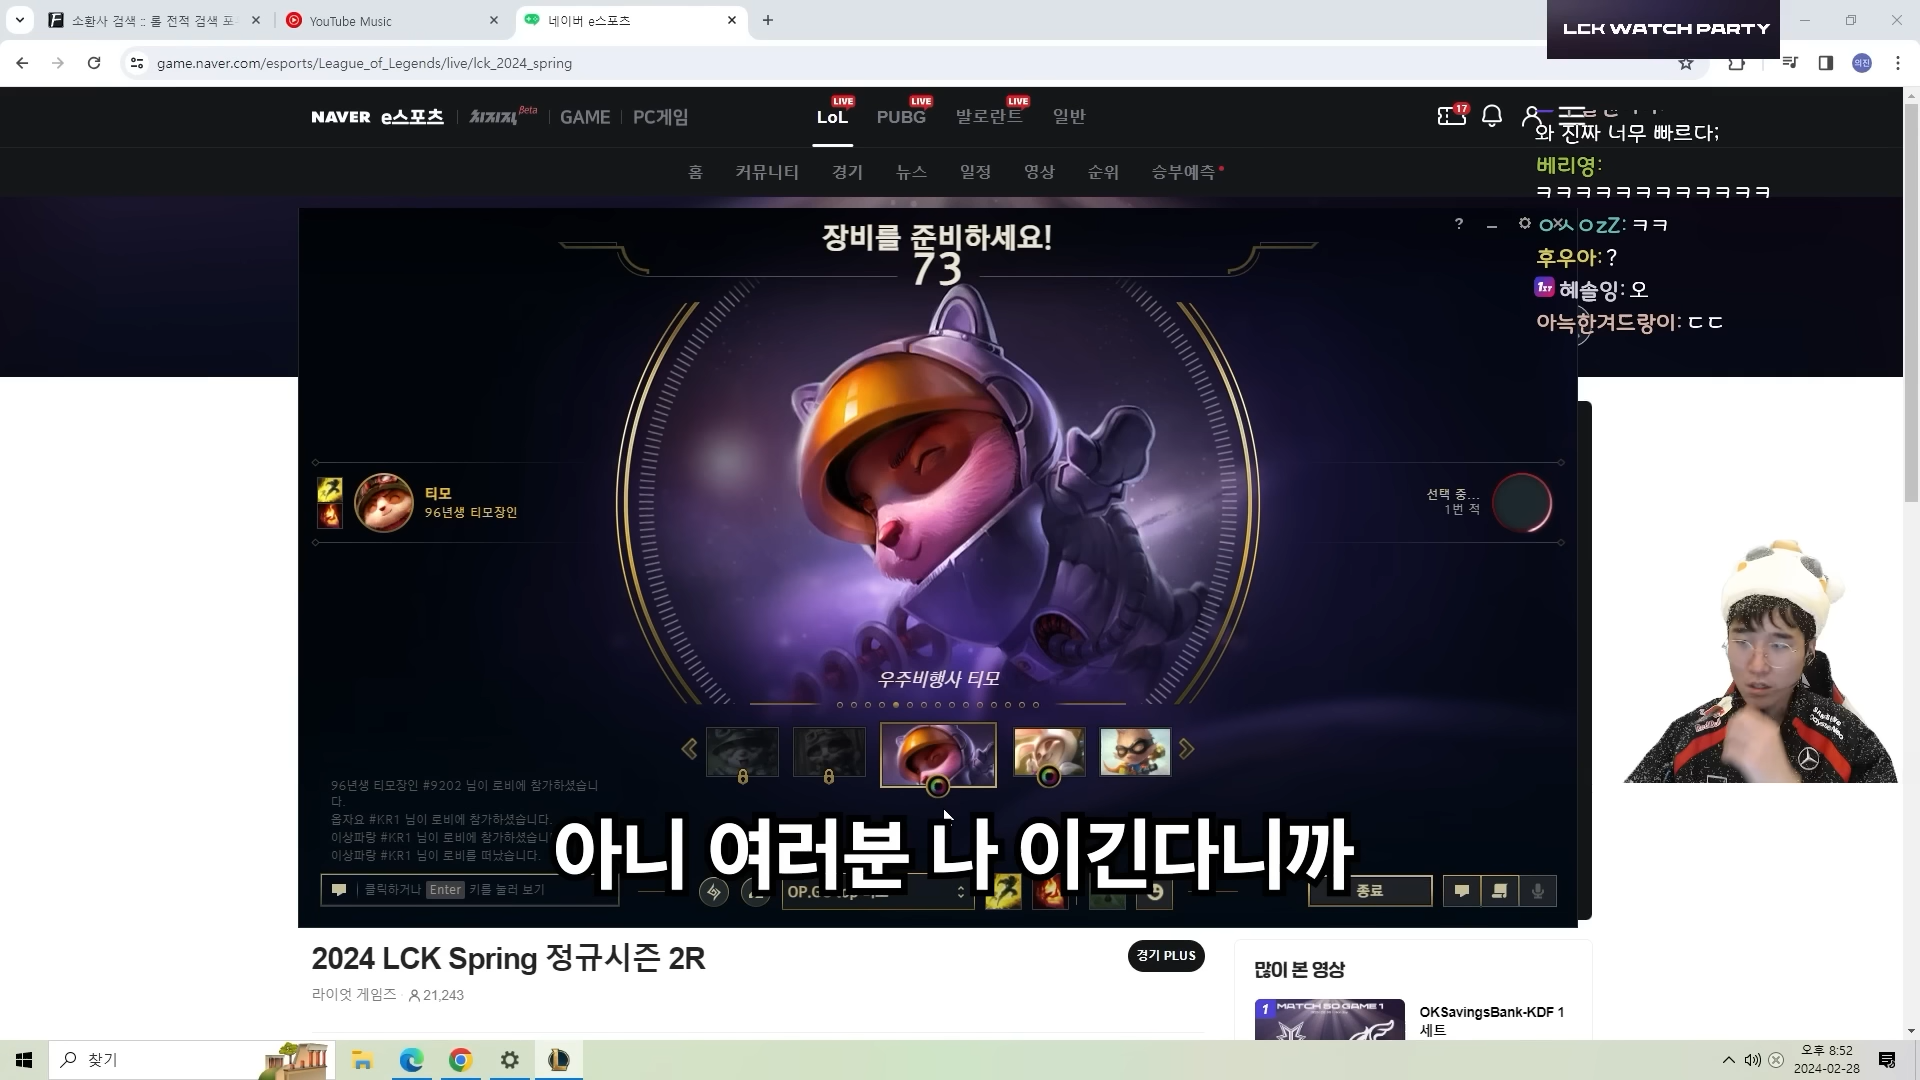 소환사 검색 :: 롤 전적 검색 포
YouTube Music
네이버 e스포츠
LCK WATCH PARTY
game.naver.com/esports/League_of_Legends/live/lck_2024_spring
의진
NAVER e스포츠
치지직 Beta
GAME
PC게임
LoL LIVE
PUBG LIVE
발로란트 LIVE
일반
17
홈
커뮤니티
경기
뉴스
일정
영상
순위
승부예측
와 진짜 너무 빠르다;
베리영:
ㅋㅋㅋㅋㅋㅋㅋㅋㅋㅋㅋㅋ
ㅇㅅㅇzZ: ㅋㅋ
후우아: ?
혜솔잉: 오
아늑한겨드랑이: ㄷㄷ
장비를 준비하세요!
73
티모
96년생 티모장인
선택 중...
1번 적
우주비행사 티모
96년생 티모장인 #9202 님이 로비에 참가하셨습니
다.
옵자요 #KR1 님이 로비에 참가하셨습니다.
이상파랑 #KR1 님이 로비에 참가하셨습니
이상파랑 #KR1 님이 로비를 떠났습니다.
아니 여러분 나 이긴다니까
클릭하거나 Enter 키를 눌러 보기
종료
2024 LCK Spring 정규시즌 2R
경기 PLUS
라이엇 게임즈
21,243
많이 본 영상
1
MATCH 60 GAME 1
OKSavingsBank-KDF 1
세트
찾기
오후 8:52
2024-02-28